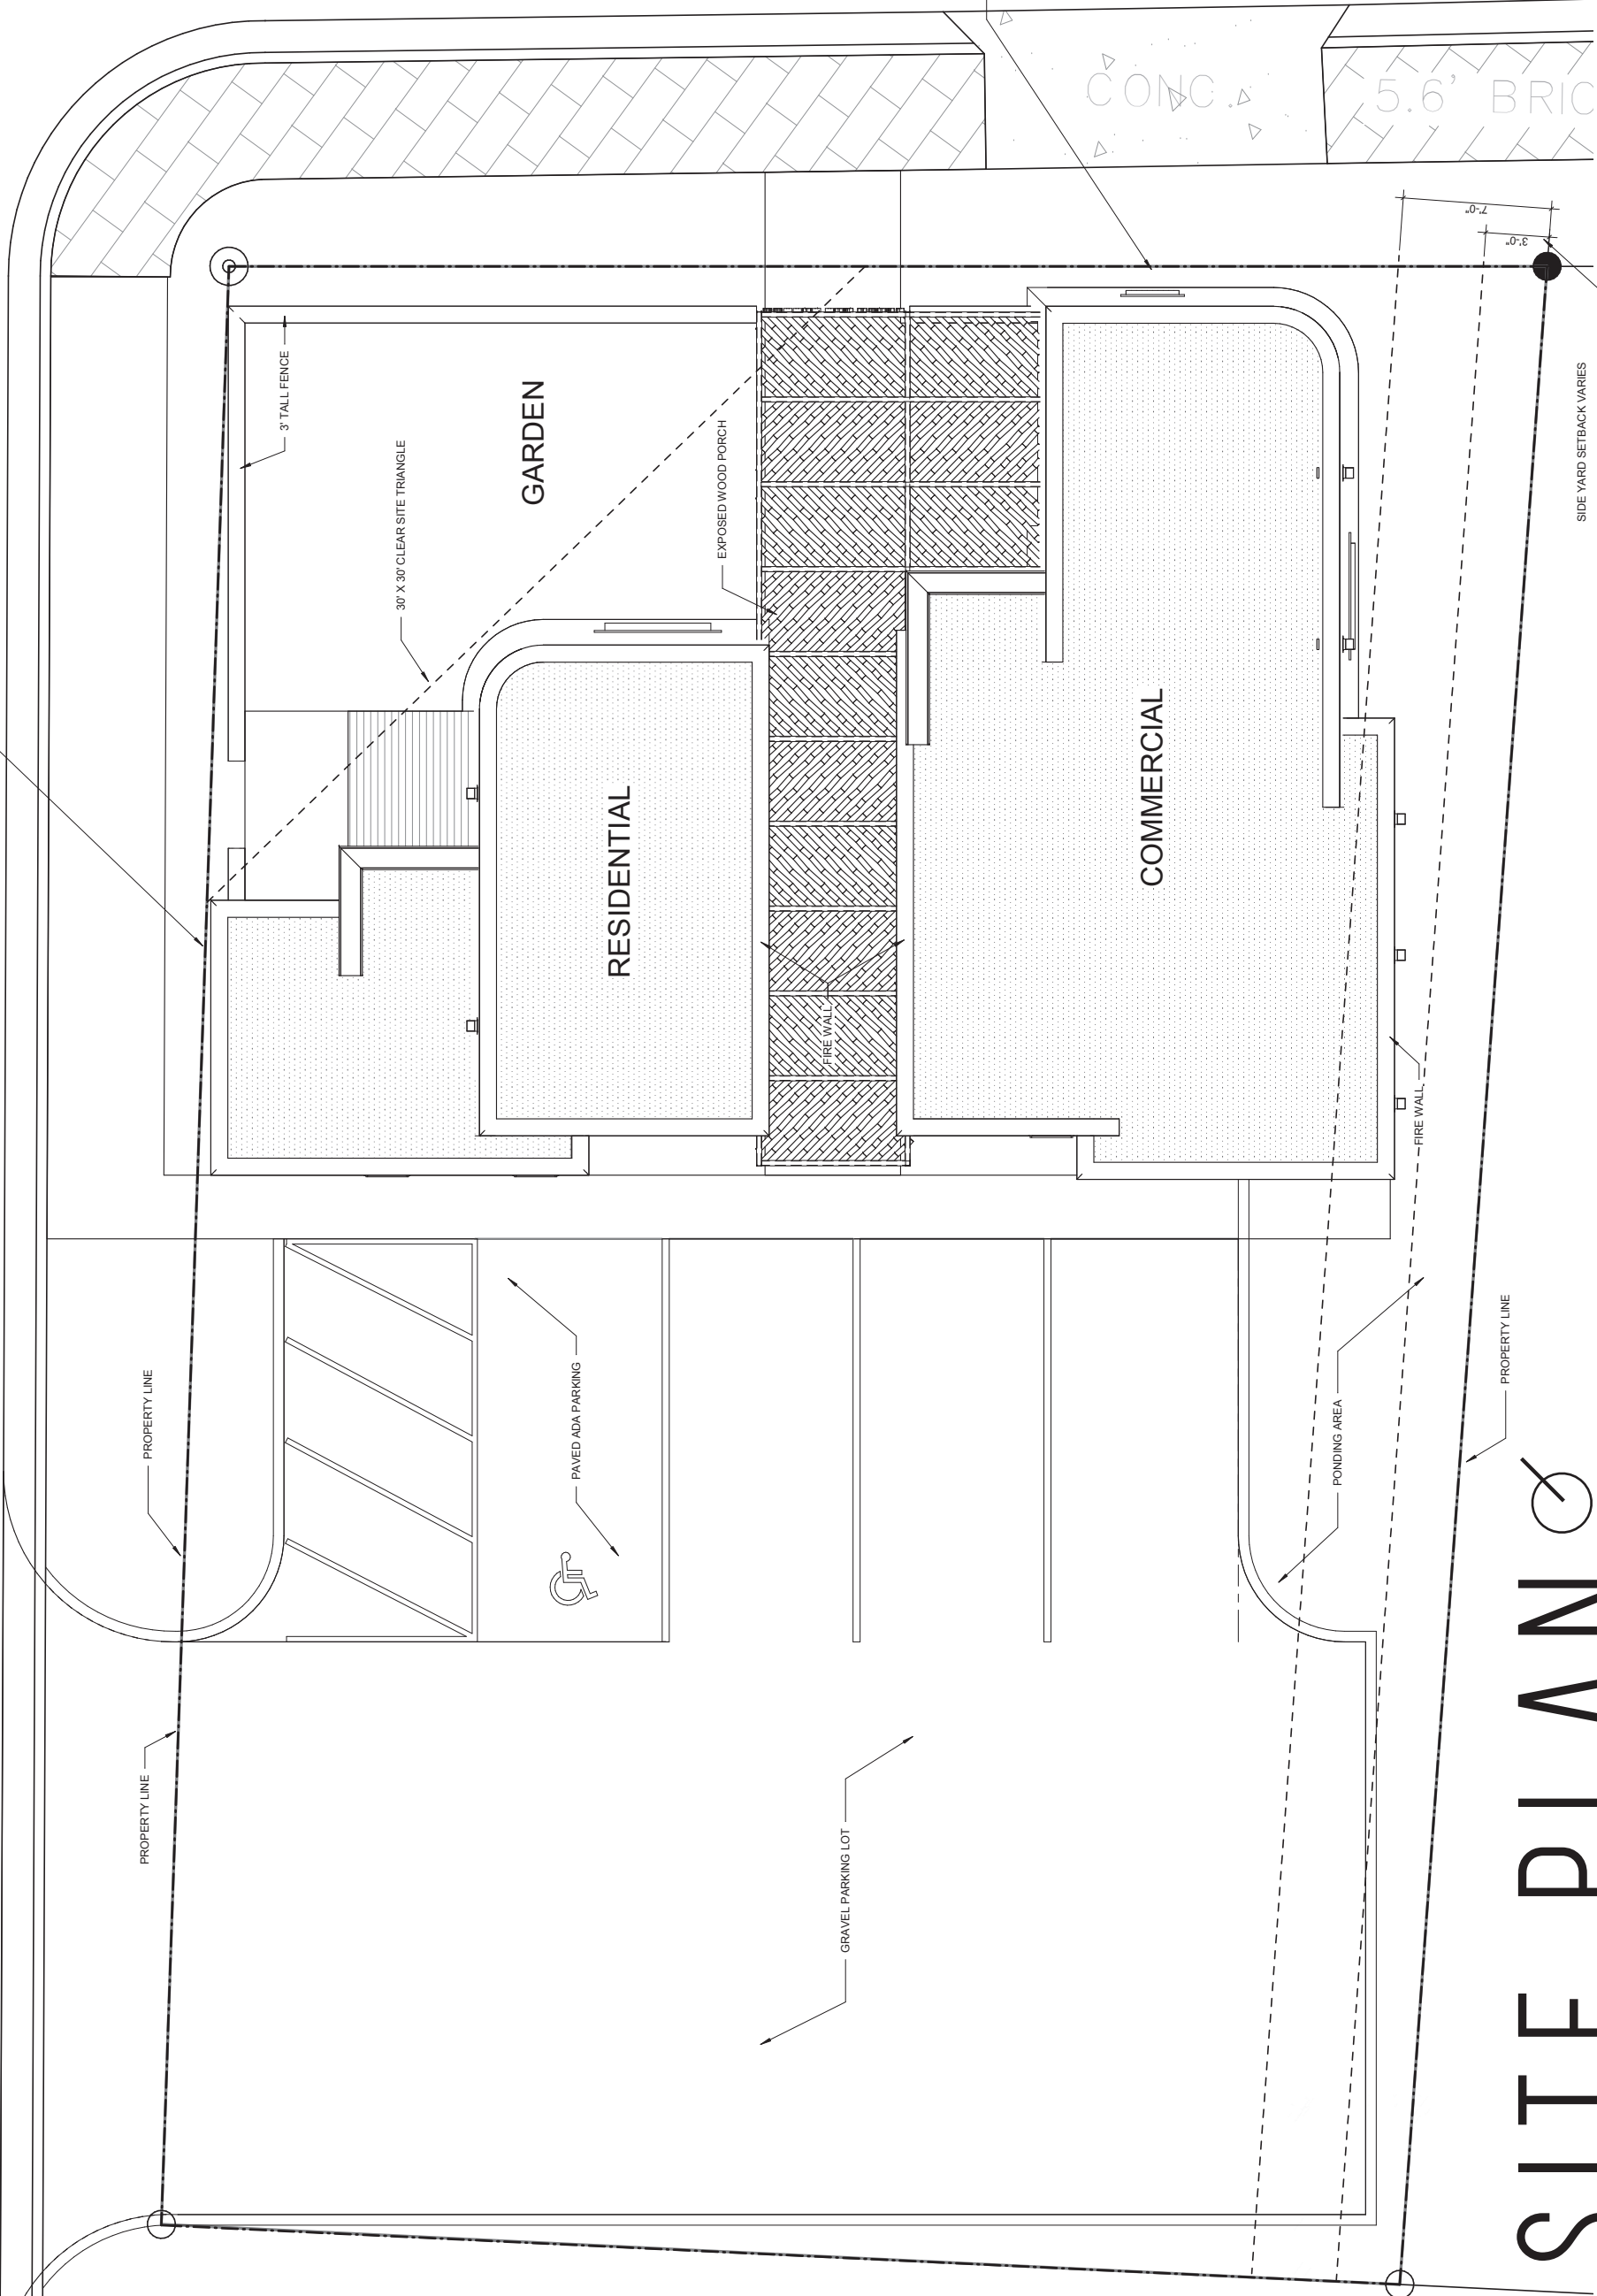 CONC.
5.6' BRIC
7'-0"
3'-0"
SIDE YARD SETBACK VARIES
3' TALL FENCE
GARDEN
30' X 30' CLEAR SITE TRIANGLE
EXPOSED WOOD PORCH
RESIDENTIAL
COMMERCIAL
FIRE WALL
FIRE WALL
PROPERTY LINE
PAVED ADA PARKING
PONDING AREA
PROPERTY LINE
PROPERTY LINE
GRAVEL PARKING LOT
SITE PLAN